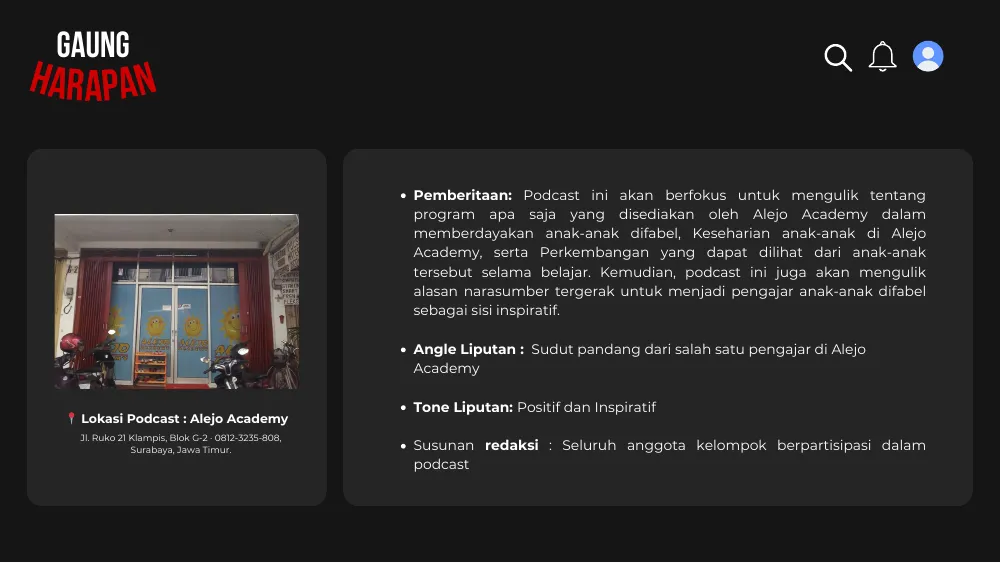 GAUNG
HARAPAN
Lokasi Podcast : Alejo Academy
Jl. Ruko 21 Klampis, Blok G-2 · 0812-3235-808,
Surabaya, Jawa Timur.
• Pemberitaan: Podcast ini akan berfokus untuk mengulik tentang
program apa saja yang disediakan oleh Alejo Academy dalam
memberdayakan anak-anak difabel, Keseharian anak-anak di Alejo
Academy, serta Perkembangan yang dapat dilihat dari anak-anak
tersebut selama belajar. Kemudian, podcast ini juga akan mengulik
alasan narasumber tergerak untuk menjadi pengajar anak-anak difabel
sebagai sisi inspiratif.
• Angle Liputan : Sudut pandang dari salah satu pengajar di Alejo
Academy
• Tone Liputan: Positif dan Inspiratif
• Susunan redaksi : Seluruh anggota kelompok berpartisipasi dalam
podcast